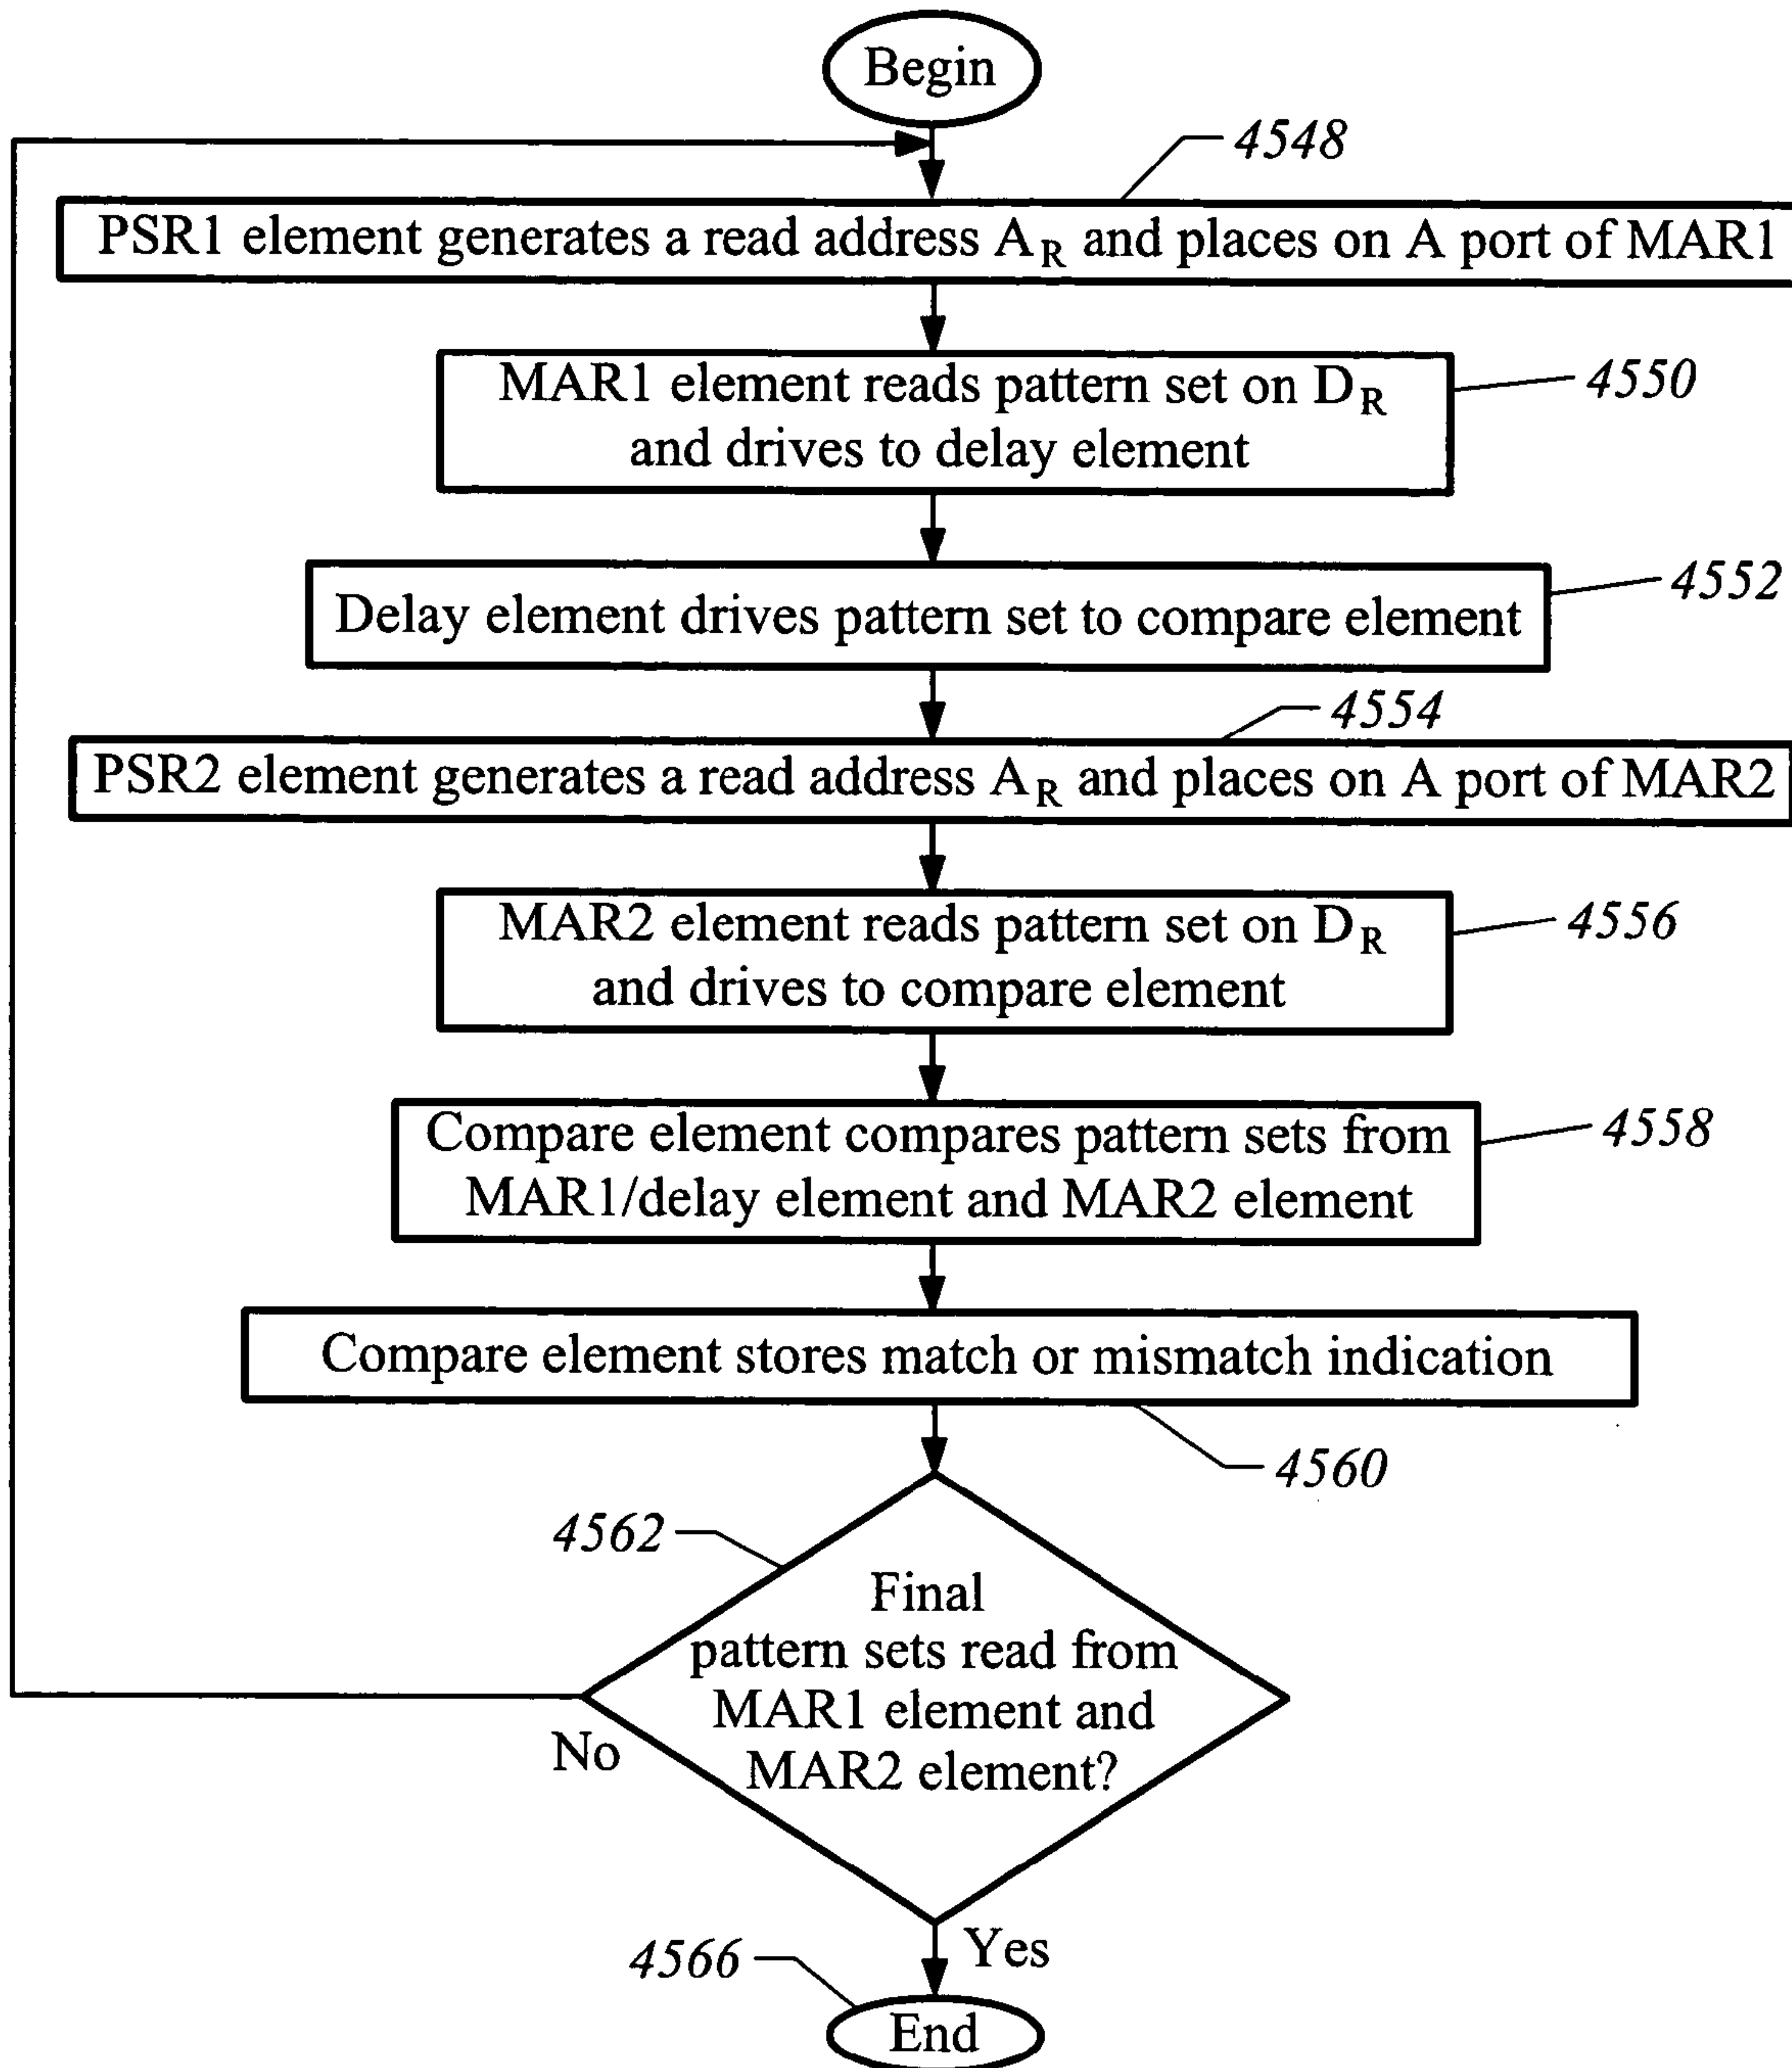 Begin
4548
PSR1 element generates a read address AR and places on A port of MAR1
MAR1 element reads pattern set on DR
and drives to delay element
4550
Delay element drives pattern set to compare element
4552
4554
PSR2 element generates a read address AR and places on A port of MAR2
MAR2 element reads pattern set on DR
and drives to compare element
4556
Compare element compares pattern sets from
MAR1/delay element and MAR2 element
4558
Compare element stores match or mismatch indication
4560
4562
Final
pattern sets read from
MAR1 element and
MAR2 element?
No
Yes
4566
End